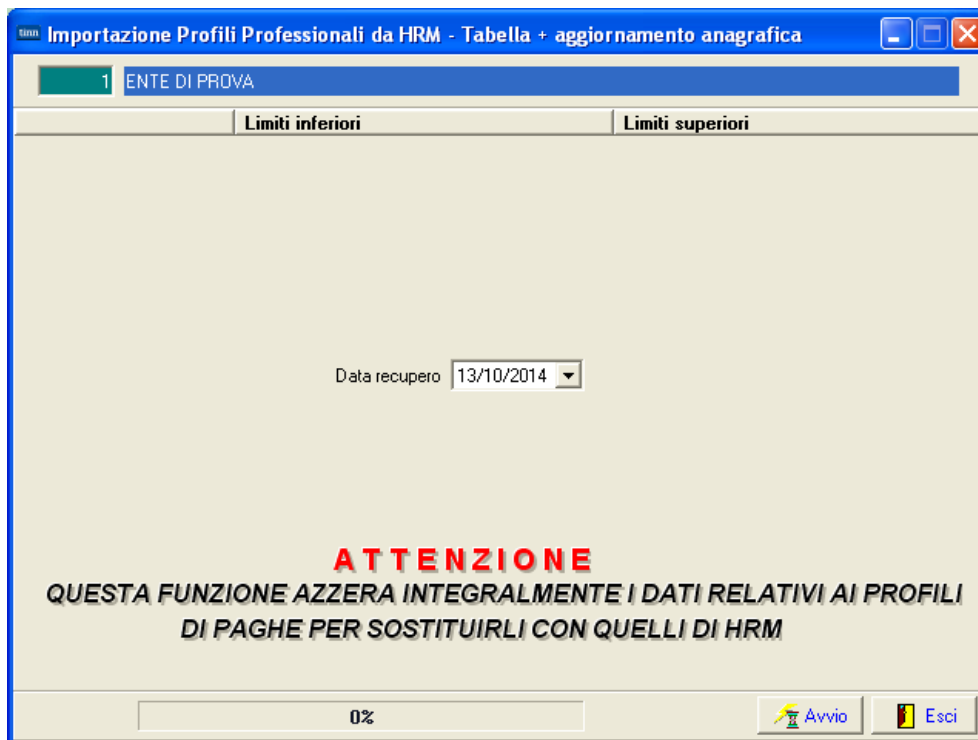 tinn Importazione Profili Professionali da HRM - Tabella + aggiornamento anagrafica
1 ENTE DI PROVA
Limiti inferiori Limiti superiori
Data recupero 13/10/2014
ATTENZIONE
QUESTA FUNZIONE AZZERA INTEGRALMENTE I DATI RELATIVI AI PROFILI
DI PAGHE PER SOSTITUIRLI CON QUELLI DI HRM
0% Avvio Esci